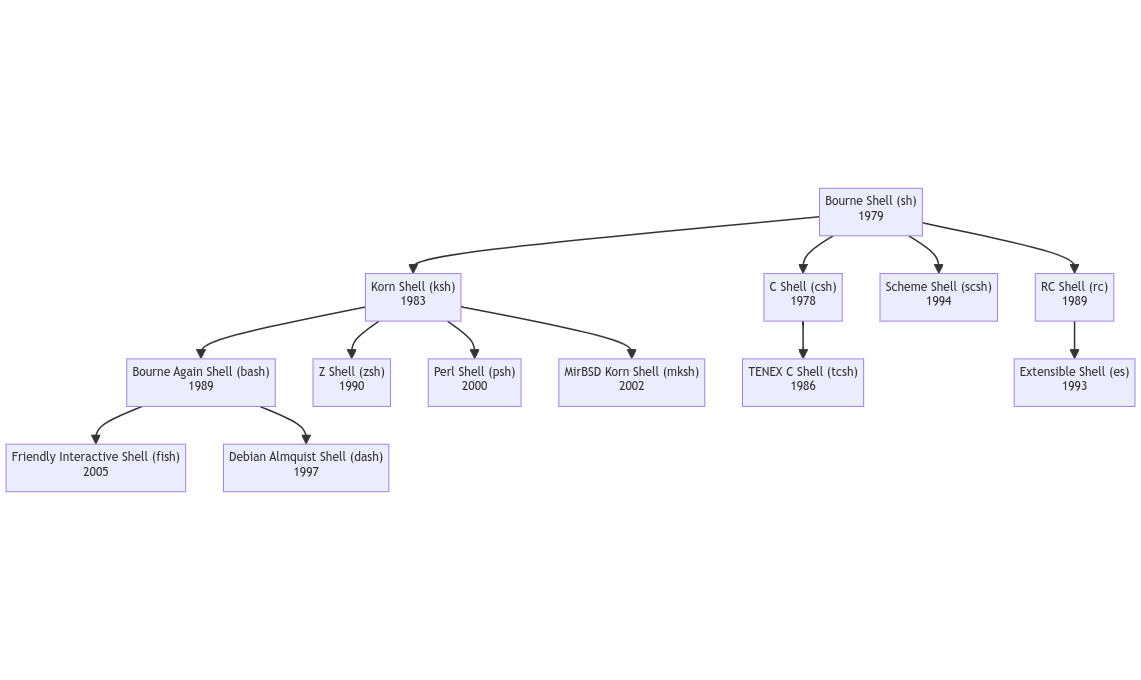 Bourne Shell (sh)
1979
Korn Shell (ksh)
1983
C Shell (csh)
1978
Scheme Shell (scsh)
1994
RC Shell (rc)
1989
Bourne Again Shell (bash)
1989
Z Shell (zsh)
1990
Perl Shell (psh)
2000
MirBSD Korn Shell (mksh)
2002
TENEX C Shell (tcsh)
1986
Extensible Shell (es)
1993
Friendly Interactive Shell (fish)
2005
Debian Almquist Shell (dash)
1997